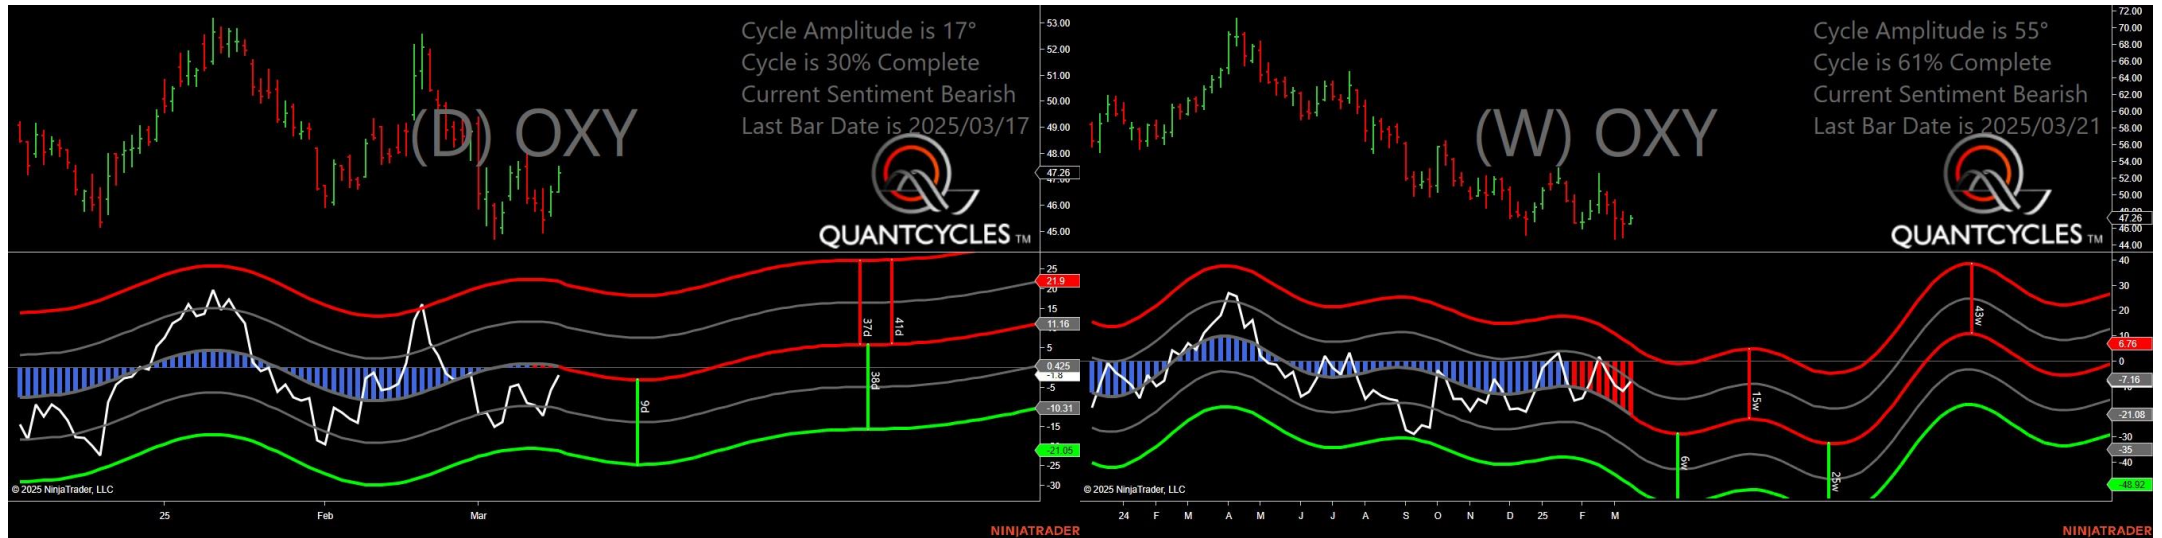 Cycle Amplitude is 17°
Cycle is 30% Complete
Current Sentiment Bearish
Last Bar Date is 2025/03/17
(D) OXY
QUANTCYCLES TM
53.00
52.00
51.00
50.00
49.00
48.00
47.26
46.00
45.00
25
21.9
15
11.16
5
0.425
-1.8
-5
-10.31
-15
-21.05
-25
-30
9d
37d
38d
41d
© 2025 NinjaTrader, LLC
25 Feb Mar
NINJATRADER
Cycle Amplitude is 55°
Cycle is 61% Complete
Current Sentiment Bearish
Last Bar Date is 2025/03/21
(W) OXY
QUANTCYCLES TM
72.00
70.00
68.00
66.00
64.00
62.00
60.00
58.00
56.00
54.00
52.00
50.00
47.26
46.00
44.00
40
30
20
10
6.76
0
-7.16
-21.08
-30
-35
-40
-48.92
6w
15w
25w
43w
© 2025 NinjaTrader, LLC
24 F M A M J J A S O N D 25 F M
NINJATRADER